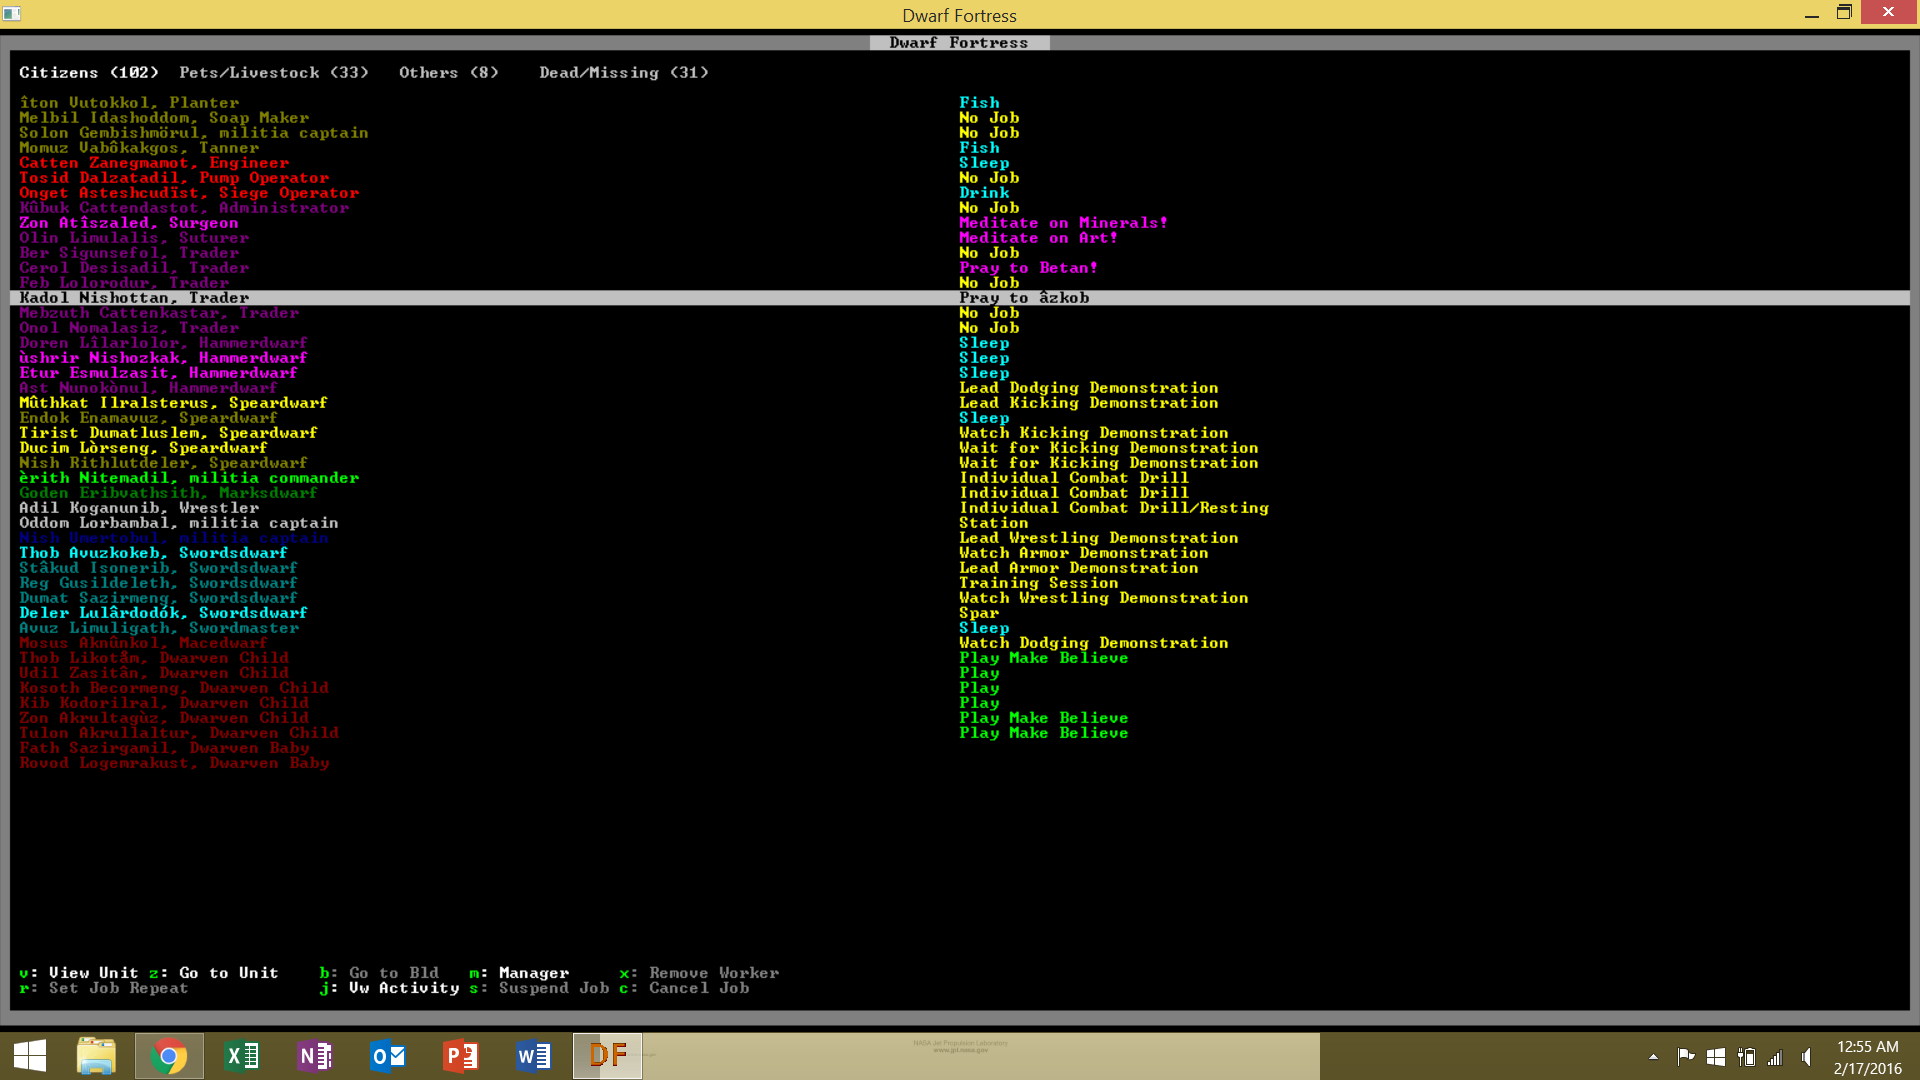 Dwarf Fortress
Dwarf Fortress
Citizens (102) Pets/Livestock (33) Others (8) Dead/Missing (31)
îton Vutokkol, Planter Fish
Melbil Idashoddom, Soap Maker No Job
Solon Gembishmörul, militia captain No Job
Momuz Vabôkakgos, Tanner Fish
Catten Zanegmamot, Engineer Sleep
Tosid Dalzatadil, Pump Operator No Job
Onget Asteshcudïst, Siege Operator Drink
Kûbuk Cattendastot, Administrator No Job
Zon Atîszaled, Surgeon Meditate on Minerals!
Olin Limulalis, Suturer Meditate on Art!
Ber Sigunsefol, Trader No Job
Cerol Desisadil, Trader Pray to Betan!
Feb Lolorodur, Trader No Job
Kadol Nishottan, Trader Pray to âzkob
Mebzuth Cattenkastar, Trader No Job
Onol Nomalasiz, Trader No Job
Doren Lîlarlolor, Hammerdwarf Sleep
ùshrir Nishozkak, Hammerdwarf Sleep
Etur Esmulzasit, Hammerdwarf Sleep
Ast Nunokònul, Hammerdwarf Lead Dodging Demonstration
Mûthkat Ilralsterus, Speardwarf Lead Kicking Demonstration
Endok Enamavuz, Speardwarf Sleep
Tirist Dumatluslem, Speardwarf Watch Kicking Demonstration
Ducim Lòrseng, Speardwarf Wait for Kicking Demonstration
Nish Rithlutdeler, Speardwarf Wait for Kicking Demonstration
èrith Nitemadil, militia commander Individual Combat Drill
Goden Eribvathsith, Marksdwarf Individual Combat Drill
Adil Koganunib, Wrestler Individual Combat Drill/Resting
Oddom Lorbambal, militia captain Station
Nish Umertobul, militia captain Lead Wrestling Demonstration
Thob Avuzkokeb, Swordsdwarf Watch Armor Demonstration
Stâkud Isonerib, Swordsdwarf Lead Armor Demonstration
Reg Gusildeleth, Swordsdwarf Training Session
Dumat Sazirmeng, Swordsdwarf Watch Wrestling Demonstration
Deler Lulârdodók, Swordsdwarf Spar
Avuz Limuligath, Swordmaster Sleep
Mosus Aknûnkol, Macedwarf Watch Dodging Demonstration
Thob Likotåm, Dwarven Child Play Make Believe
Udil Zasitân, Dwarven Child Play
Kosoth Becormeng, Dwarven Child Play
Kib Kodorilral, Dwarven Child Play
Zon Akrultagùz, Dwarven Child Play Make Believe
Tulon Akrullaltur, Dwarven Child Play Make Believe
Fath Sazirgamil, Dwarven Baby
Rovod Logemrakust, Dwarven Baby
v: View Unit z: Go to Unit b: Go to Bld m: Manager x: Remove Worker
r: Set Job Repeat j: Vw Activity s: Suspend Job c: Cancel Job
NASA Jet Propulsion Laboratory
www.jpl.nasa.gov
DF
12:55 AM
2/17/2016